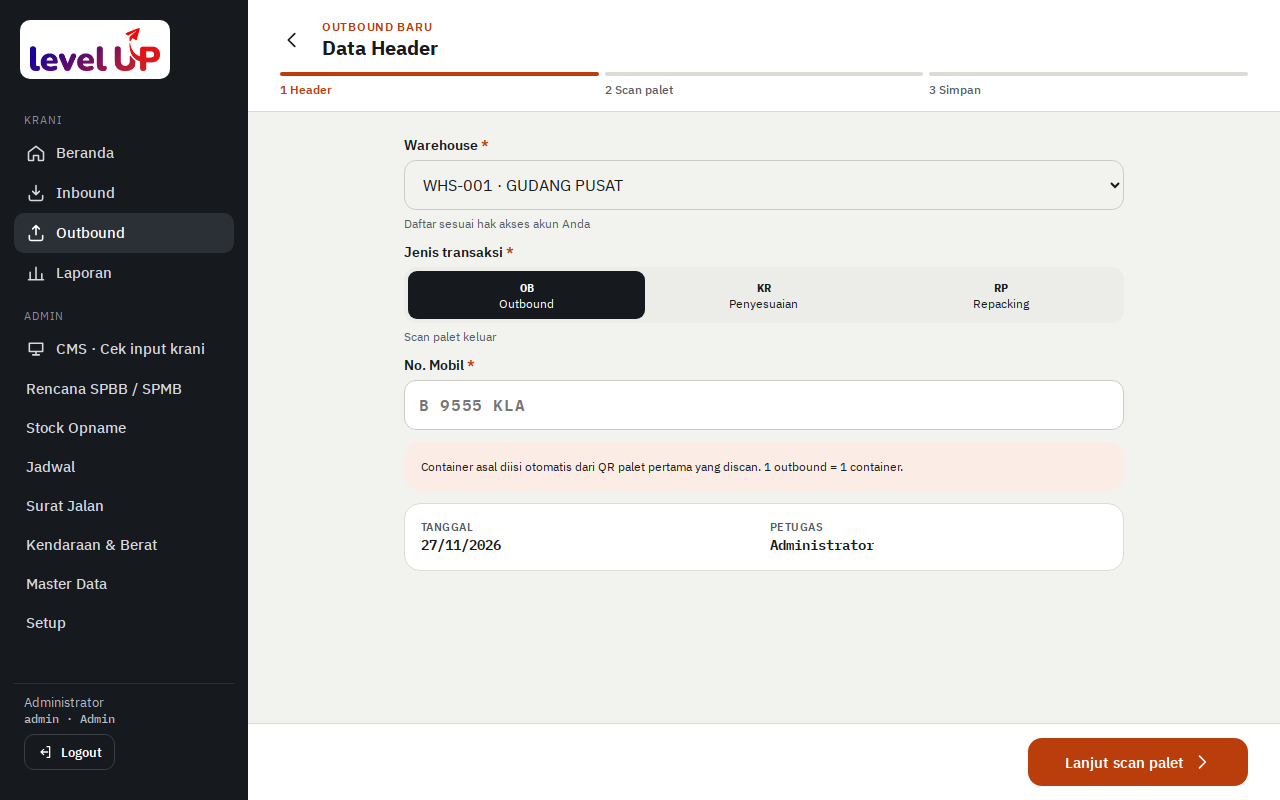 level UP
KRANI
Beranda
Inbound
Outbound
Laporan
ADMIN
CMS · Cek input krani
Rencana SPBB / SPMB
Stock Opname
Jadwal
Surat Jalan
Kendaraan & Berat
Master Data
Setup
Administrator
admin · Admin
Logout
OUTBOUND BARU
Data Header
1 Header
2 Scan palet
3 Simpan
Warehouse *
WHS-001 · GUDANG PUSAT
Daftar sesuai hak akses akun Anda
Jenis transaksi *
OB
Outbound
KR
Penyesuaian
RP
Repacking
Scan palet keluar
No. Mobil *
B 9555 KLA
Container asal diisi otomatis dari QR palet pertama yang discan. 1 outbound = 1 container.
TANGGAL
27/11/2026
PETUGAS
Administrator
Lanjut scan palet